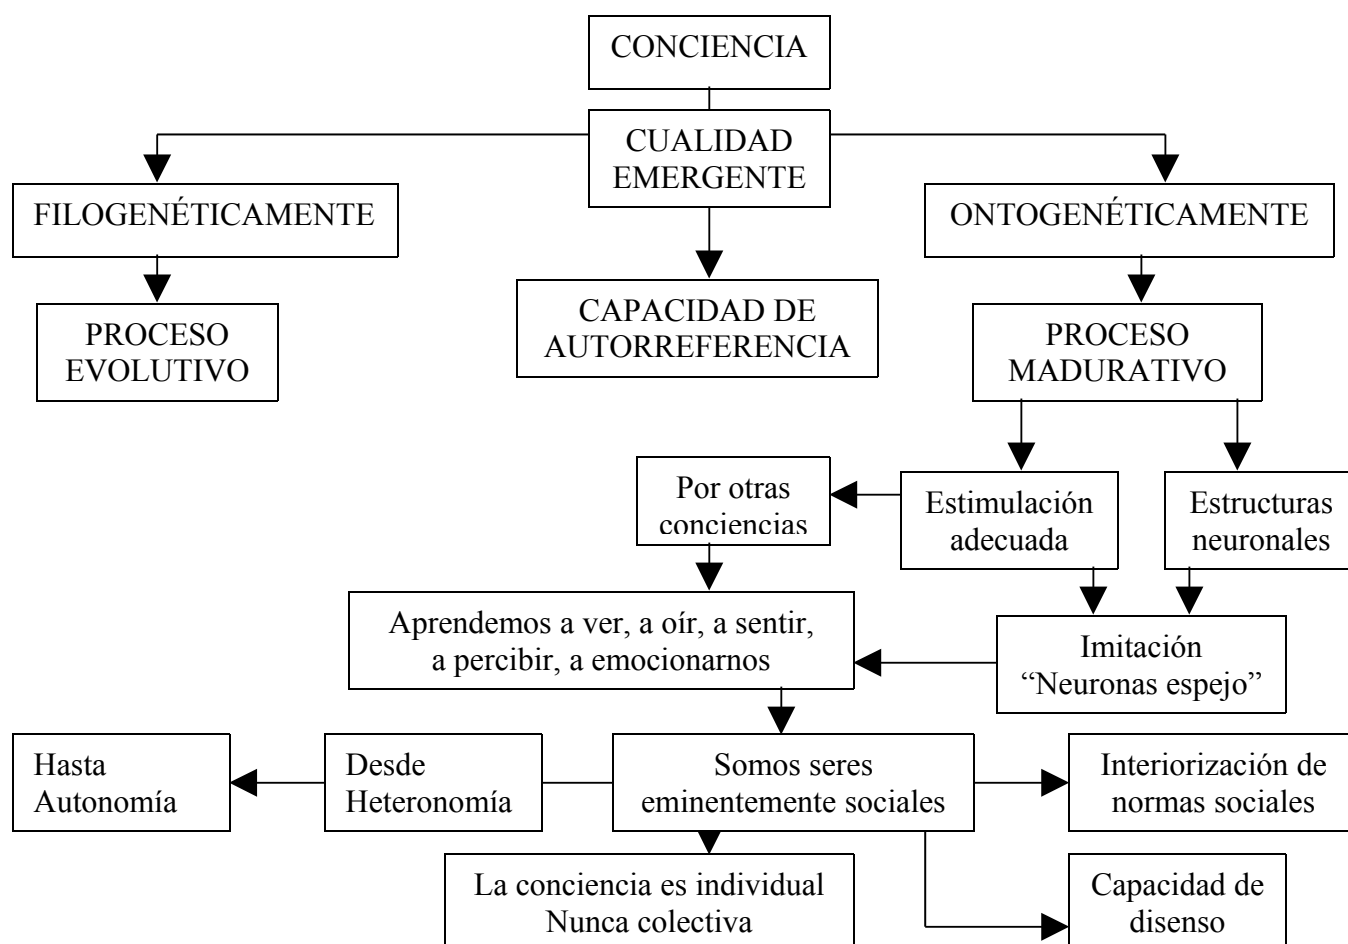 CONCIENCIA
CUALIDAD
EMERGENTE
FILOGENÉTICAMENTE
ONTOGENÉTICAMENTE
CAPACIDAD DE
AUTORREFERENCIA
PROCESO
EVOLUTIVO
PROCESO
MADURATIVO
Por otras
conciencias
Estimulación
adecuada
Estructuras
neuronales
Aprendemos a ver, a oír, a sentir,
a percibir, a emocionarnos
Imitación
“Neuronas espejo”
Hasta
Autonomía
Desde
Heteronomía
Somos seres
eminentemente sociales
Interiorización de
normas sociales
La conciencia es individual
Nunca colectiva
Capacidad de
disenso